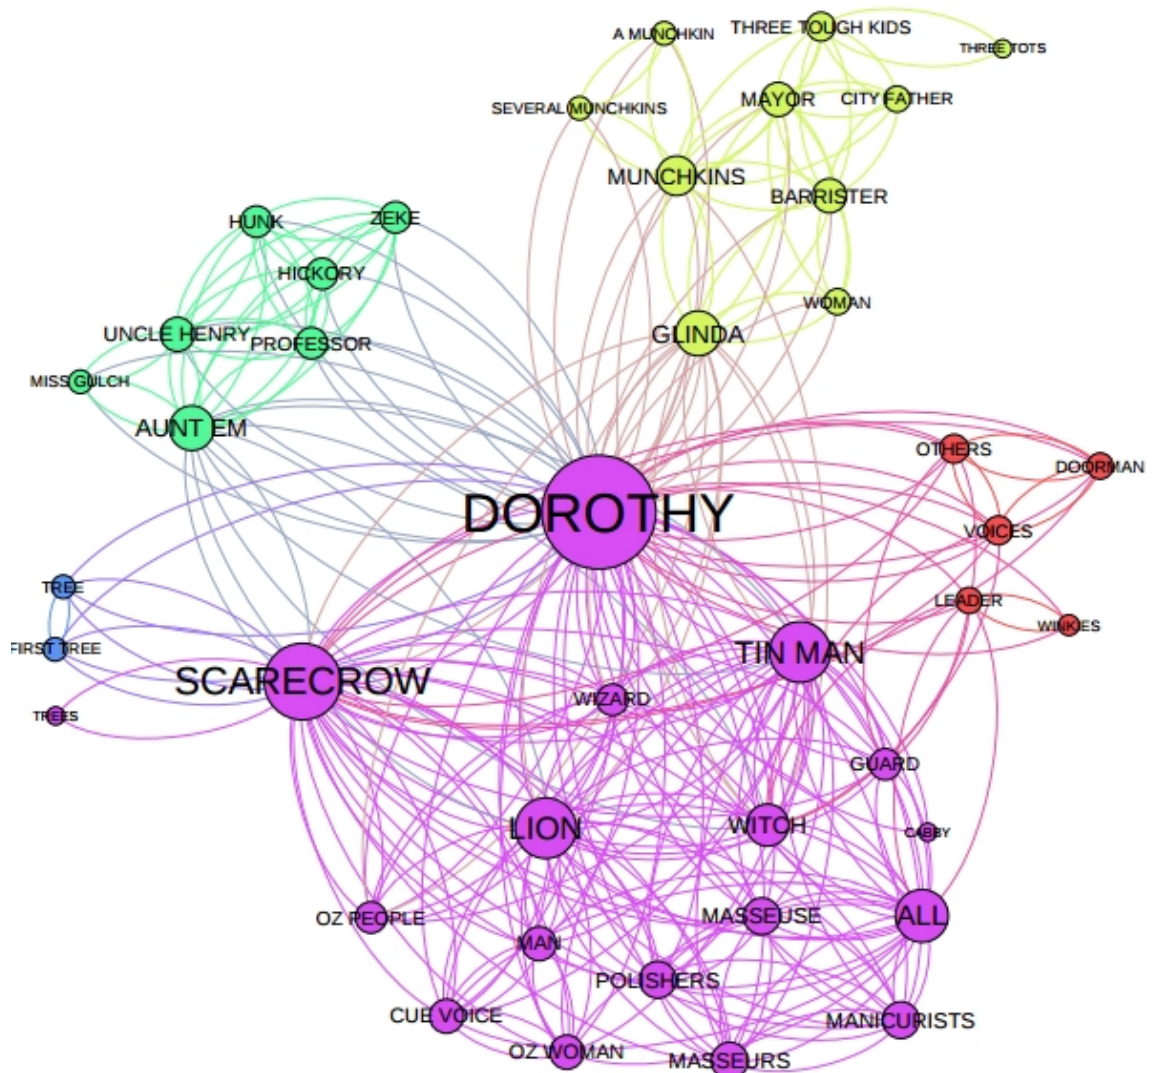 THREE TOUGH KIDS
A MUNCHKIN
THREE TOTS
MAYOR
CITY FATHER
SEVERAL MUNCHKINS
MUNCHKINS
BARRISTER
HUNK
ZEKE
HICKORY
WOMAN
UNCLE HENRY
PROFESSOR
GLINDA
MISS GULCH
AUNT EM
OTHERS
DOORMAN
DOROTHY
VOICES
TREE
LEADER
WINKIES
FIRST TREE
TIN MAN
SCARECROW
WIZARD
TREES
GUARD
LION
WITCH
CABBY
OZ PEOPLE
MASSEUSE
ALL
MAN
POLISHERS
CUE VOICE
MANICURISTS
OZ WOMAN
MASSEURS